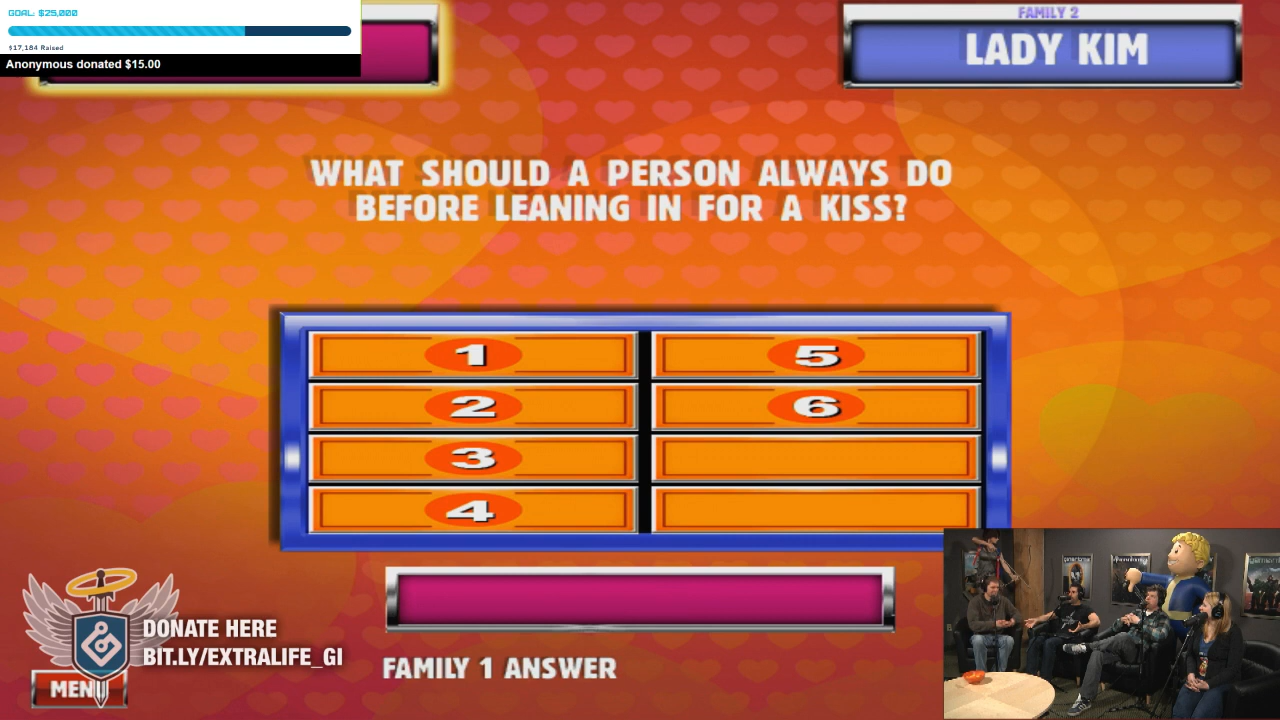 GOAL: $25,000
$17,184 Raised
Anonymous donated $15.00
FAMILY 2
LADY KIM
WHAT SHOULD A PERSON ALWAYS DO
BEFORE LEANING IN FOR A KISS?
1
5
2
6
3
4
DONATE HERE
BIT.LY/EXTRALIFE_GI
MENU
FAMILY 1 ANSWER